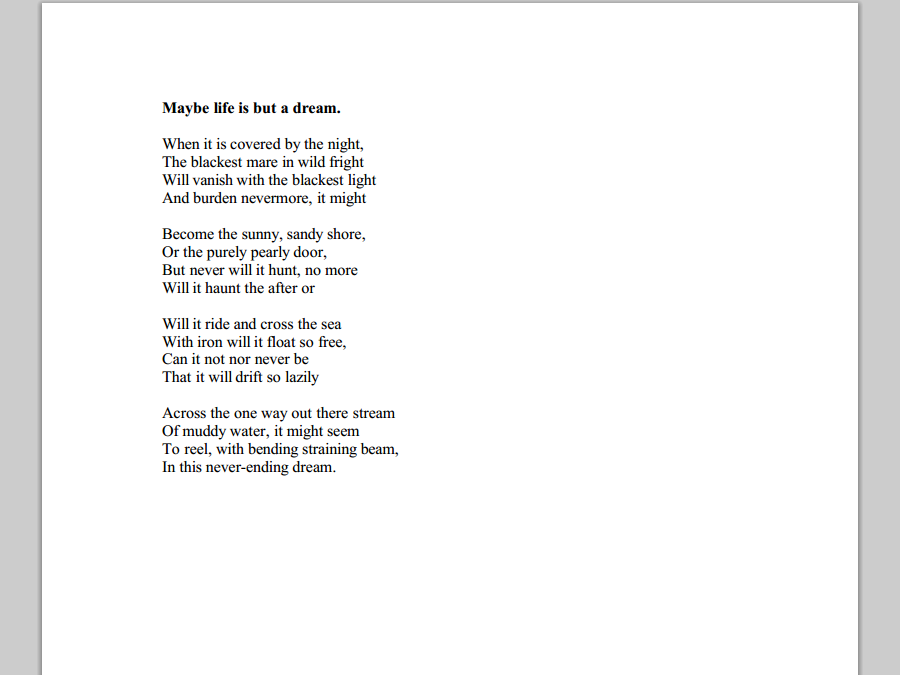 Maybe life is but a dream.
When it is covered by the night,
The blackest mare in wild fright
Will vanish with the blackest light
And burden nevermore, it might
Become the sunny, sandy shore,
Or the purely pearly door,
But never will it hunt, no more
Will it haunt the after or
Will it ride and cross the sea
With iron will it float so free,
Can it not nor never be
That it will drift so lazily
Across the one way out there stream
Of muddy water, it might seem
To reel, with bending straining beam,
In this never-ending dream.